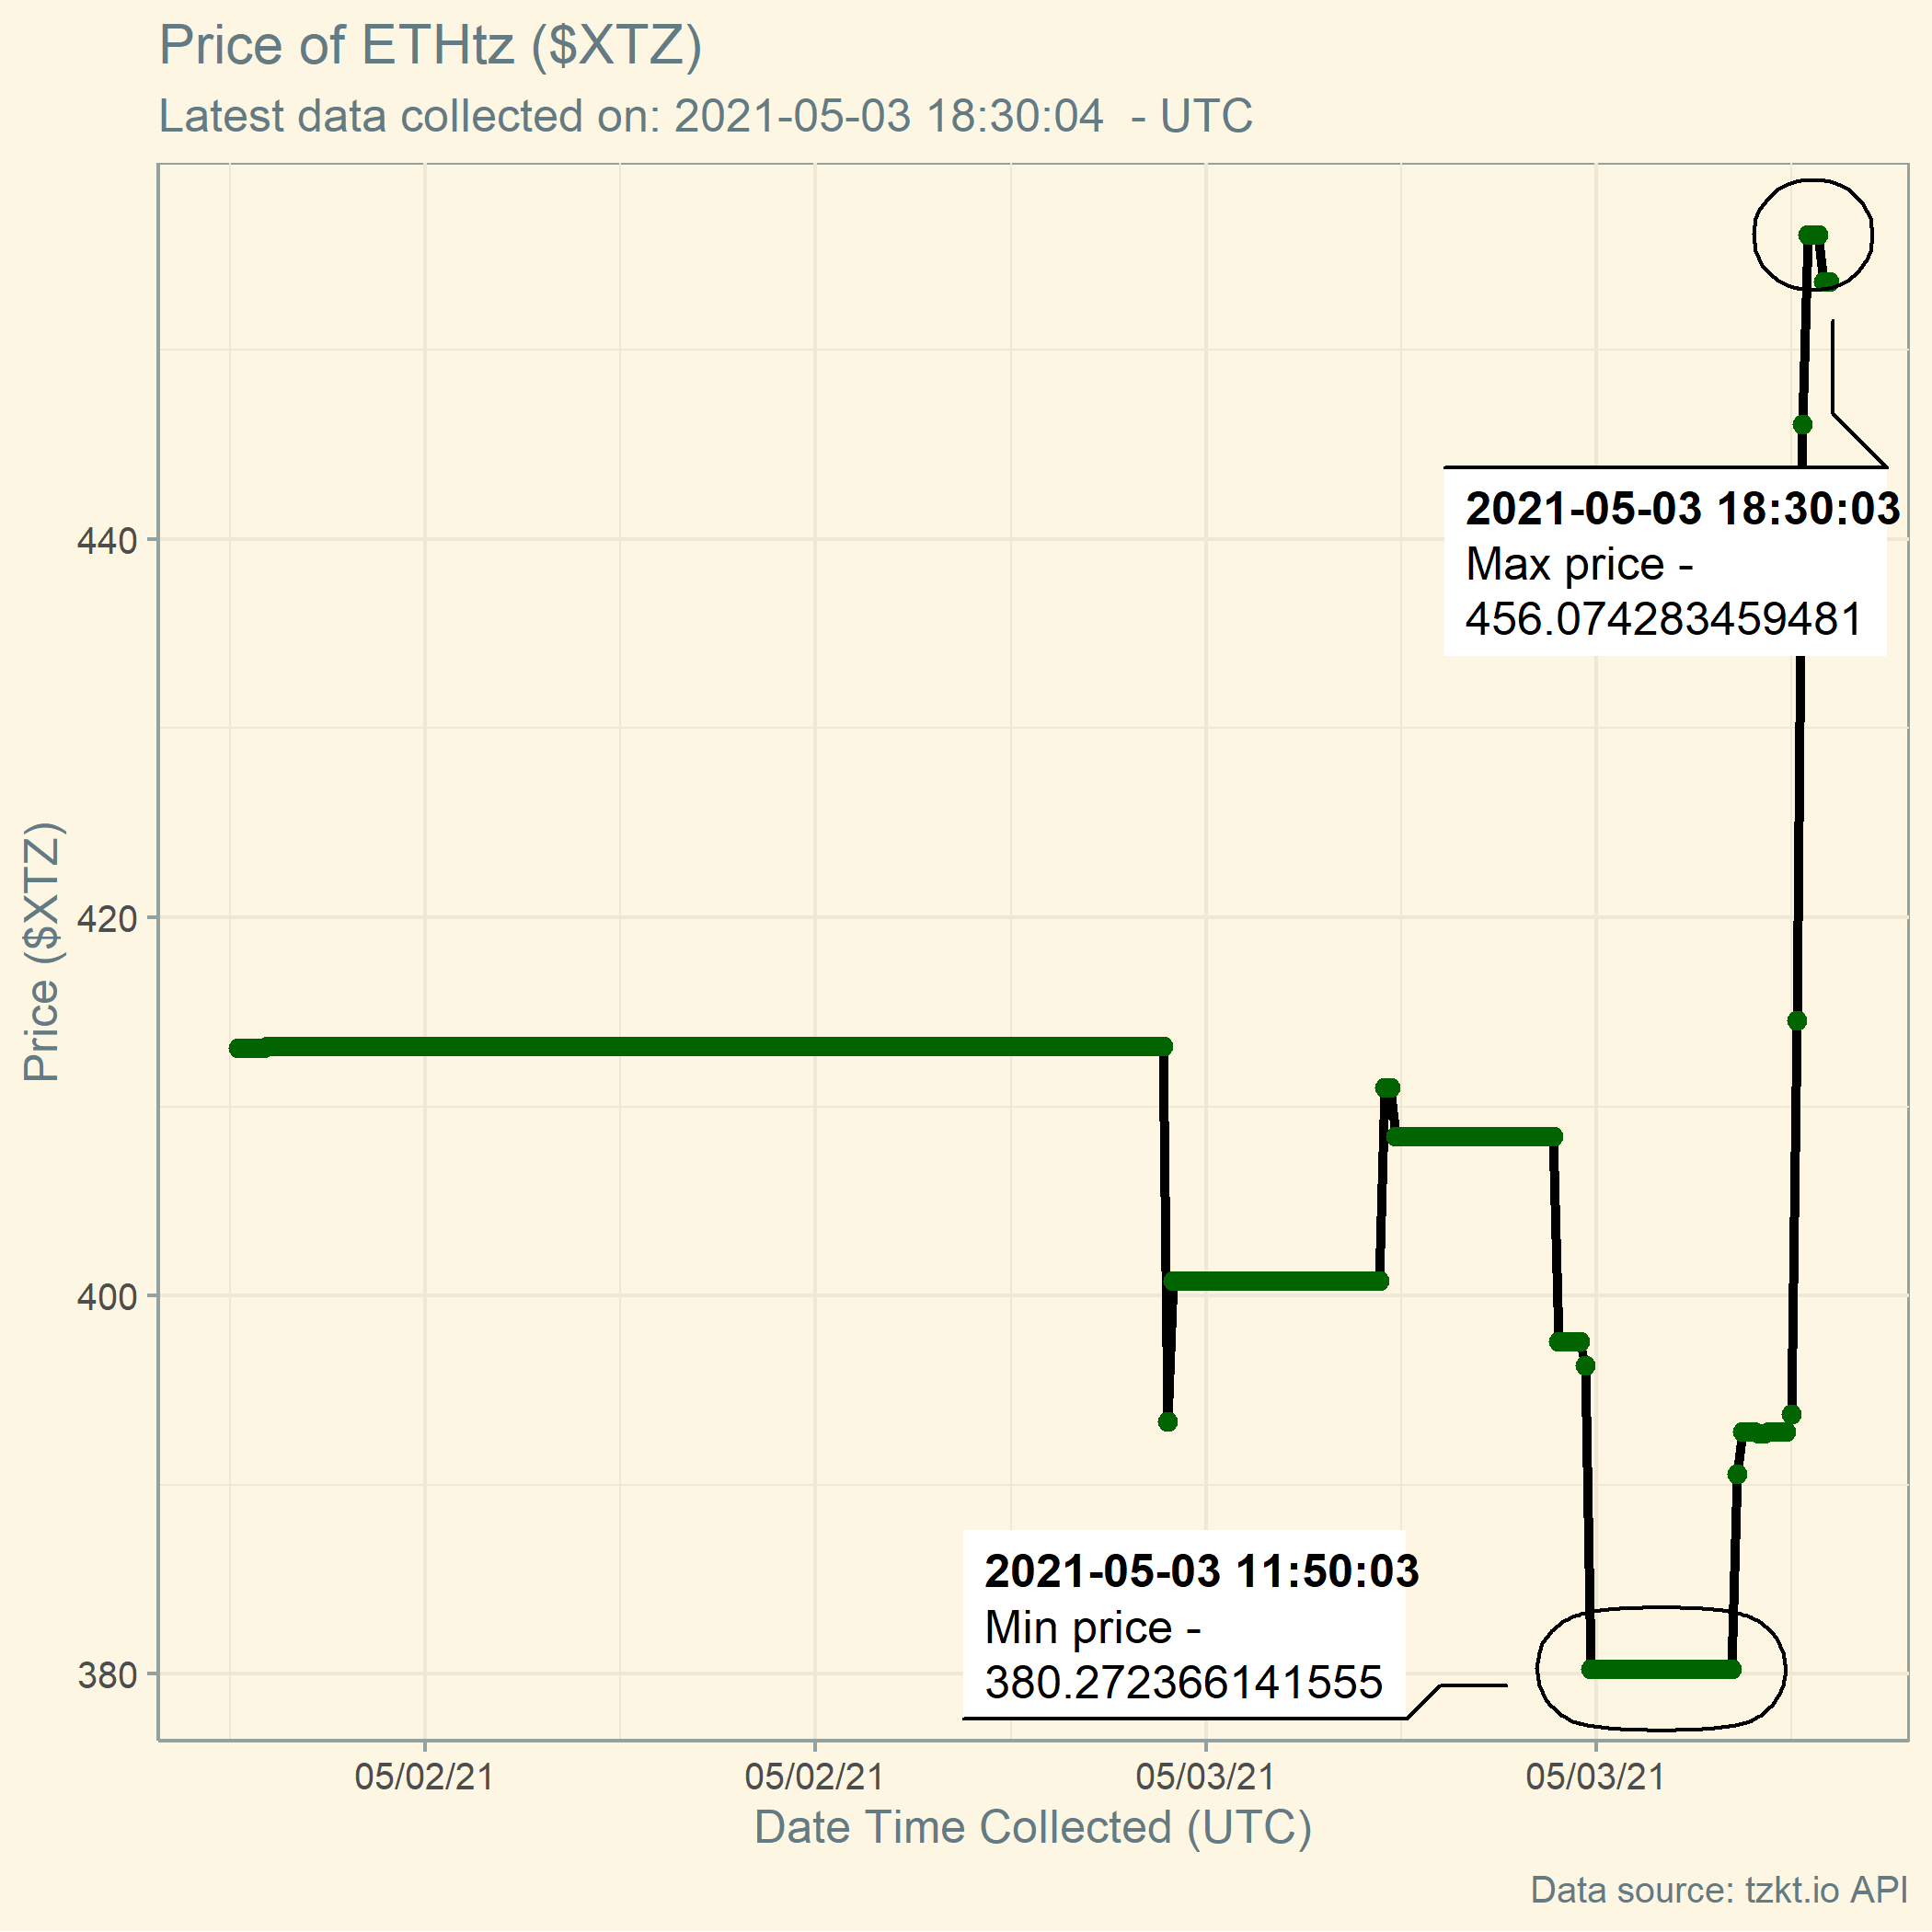 Price of ETHtz ($XTZ)
Latest data collected on: 2021-05-03 18:30:04  - UTC
2021-05-03 18:30:03
Max price -
456.074283459481
440
420
400
380
Price ($XTZ)
2021-05-03 11:50:03
Min price -
380.272366141555
05/02/21 05/02/21 05/03/21 05/03/21
Date Time Collected (UTC)
Data source: tzkt.io API